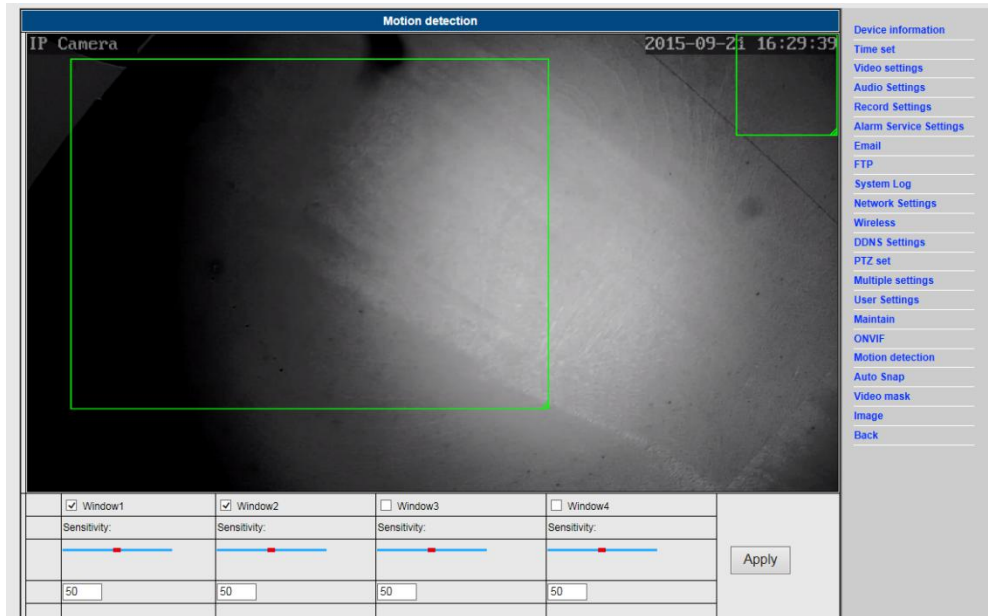 Motion detection
IP Camera
2015-09-21 16:29:39
Window1
Window2
Window3
Window4
Sensitivity:
Sensitivity:
Sensitivity:
Sensitivity:
50
50
50
50
Apply
Device information
Time set
Video settings
Audio Settings
Record Settings
Alarm Service Settings
Email
FTP
System Log
Network Settings
Wireless
DDNS Settings
PTZ set
Multiple settings
User Settings
Maintain
ONVIF
Motion detection
Auto Snap
Video mask
Image
Back